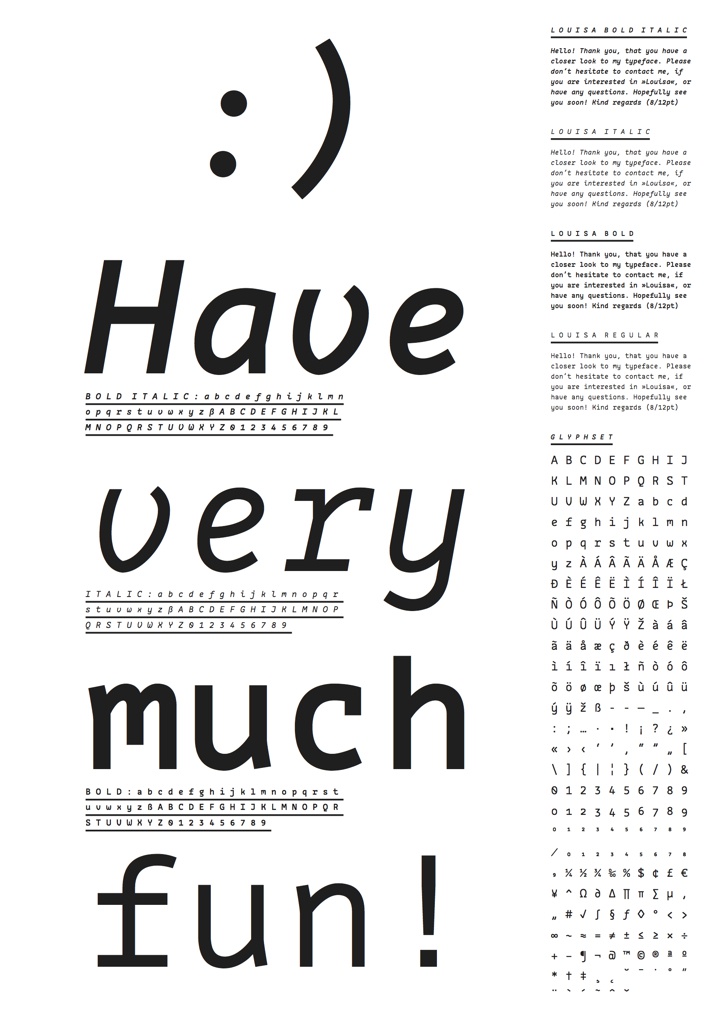 :)
Have
BOLD ITALIC:abcdefghijklmn
opqrstuvwxyzßABCDEFGHIJKL
MNOPQRSTUVWXYZ0123456789
very
ITALIC:abcdefghijklmnopqr
stuvwxyzßABCDEFGHIJKLMNOP
QRSTUVWXYZ0123456789
much
BOLD:abcdefghijklmnopqrst
uvwxyzßABCDEFGHIJKLMNOPQR
STUVWXYZ0123456789
fun!
LOUISA BOLD ITALIC
Hello! Thank you, that you have a
closer look to my typeface. Please
don’t hesitate to contact me, if
you are interested in »Louisa«, or
have any questions. Hopefully see
you soon! Kind regards (8/12pt)
LOUISA ITALIC
Hello! Thank you, that you have a
closer look to my typeface. Please
don’t hesitate to contact me, if
you are interested in »Louisa«, or
have any questions. Hopefully see
you soon! Kind regards (8/12pt)
LOUISA BOLD
Hello! Thank you, that you have a
closer look to my typeface. Please
don’t hesitate to contact me, if
you are interested in »Louisa«, or
have any questions. Hopefully see
you soon! Kind regards (8/12pt)
LOUISA REGULAR
Hello! Thank you, that you have a
closer look to my typeface. Please
don’t hesitate to contact me, if
you are interested in »Louisa«, or
have any questions. Hopefully see
you soon! Kind regards (8/12pt)
GLYPHSET
A B C D E F G H I J
K L M N O P Q R S T
U V W X Y Z a b c d
e f g h i j k l m n
o p q r s t u v w x
y z À Á Â Ã Ä Å Æ Ç
Ð È É Ê Ë Ì Í Î Ï Ł
Ñ Ò Ó Ô Õ Ö Ø Œ Þ Š
Ù Ú Û Ü Ý Ÿ Ž à á â
ã ä å æ ç ð è é ê ë
ì í î ï ı ł ñ ò ó ô
õ ö ø œ þ š ù ú û ü
ý ÿ ž ß - – — _ . ,
: ; … · • ! ¡ ? ¿ »
« › ‹ ‘ ’ ‚ “ ” „ [
\ ] { | ¦ } ( / ) &
0 1 2 3 4 5 6 7 8 9
0 1 2 3 4 5 6 7 8 9
0 1 2 3 4 5 6 7 8 9
⁄ 0 1 2 3 4 5 6 7 8
9 ¼ ½ ¾ ‰ % $ ¢ £ €
¥ ^ Ω ∂ ∆ ∏ π ∑ µ ,
„ # √ ∫ § ƒ ◊ ° < >
∞ ~ ≈ = ≠ ± ≤ ≥ × ÷
+ − ¶ ¬ @ ™ © ® ª º
* † ‡